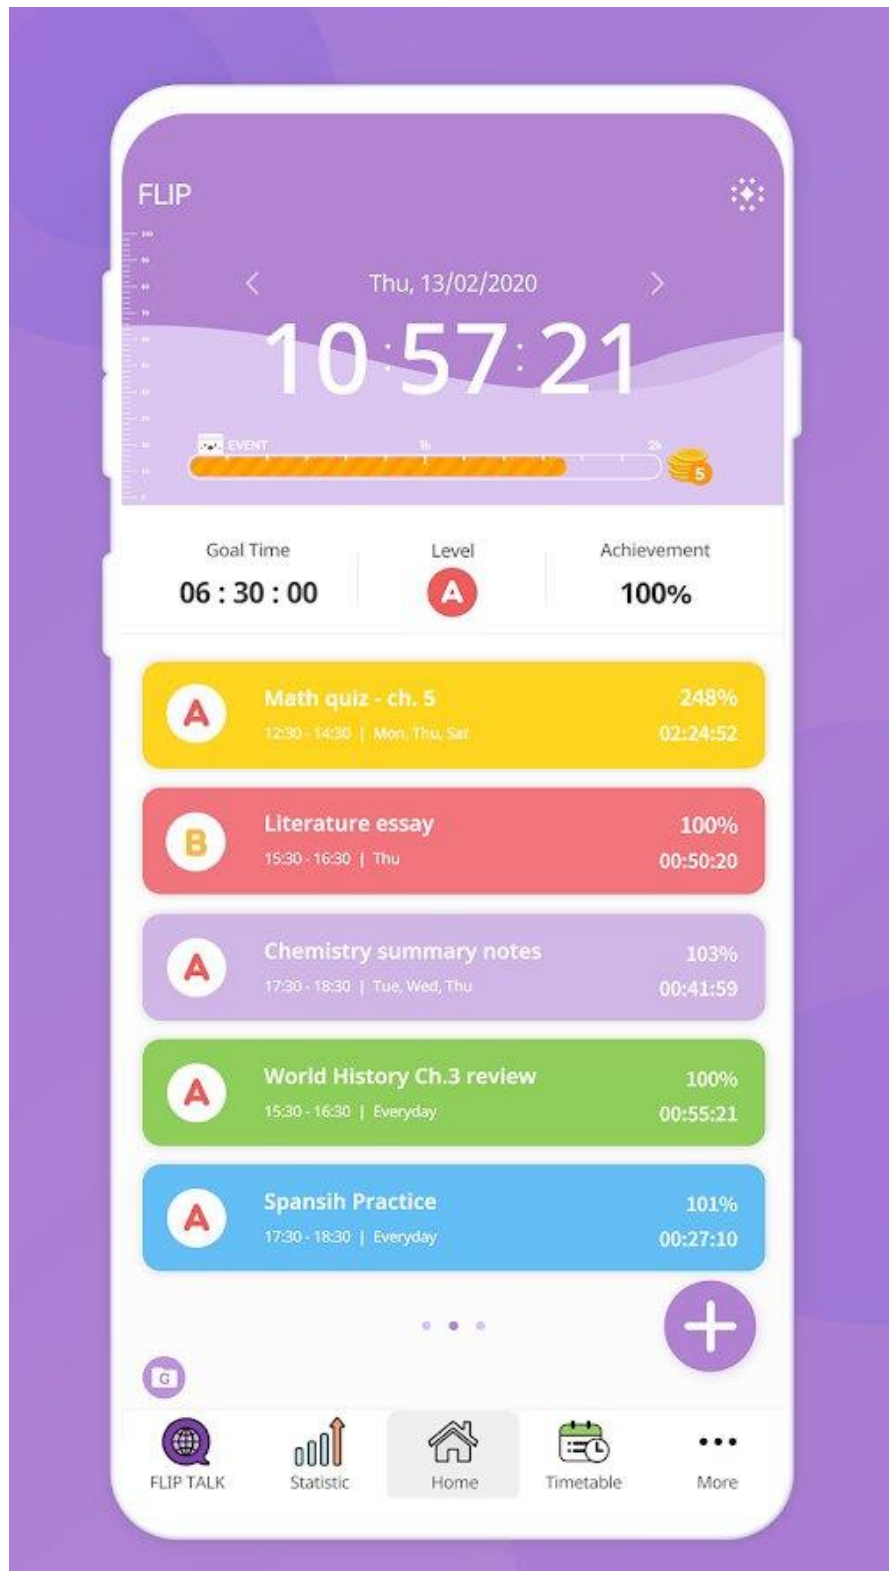 FLIP
Thu, 13/02/2020
10:57:21
EVENT 1h 2h
5
Goal Time
06 : 30 : 00
Level
A
Achievement
100%
A
Math quiz - ch. 5
12:30 - 14:30 | Mon, Thu, Sat
248%
02:24:52
B
Literature essay
15:30 - 16:30 | Thu
100%
00:50:20
A
Chemistry summary notes
17:30 - 18:30 | Tue, Wed, Thu
103%
00:41:59
A
World History Ch.3 review
15:30 - 16:30 | Everyday
100%
00:55:21
A
Spansih Practice
17:30 - 18:30 | Everyday
101%
00:27:10
G
FLIP TALK
Statistic
Home
Timetable
More